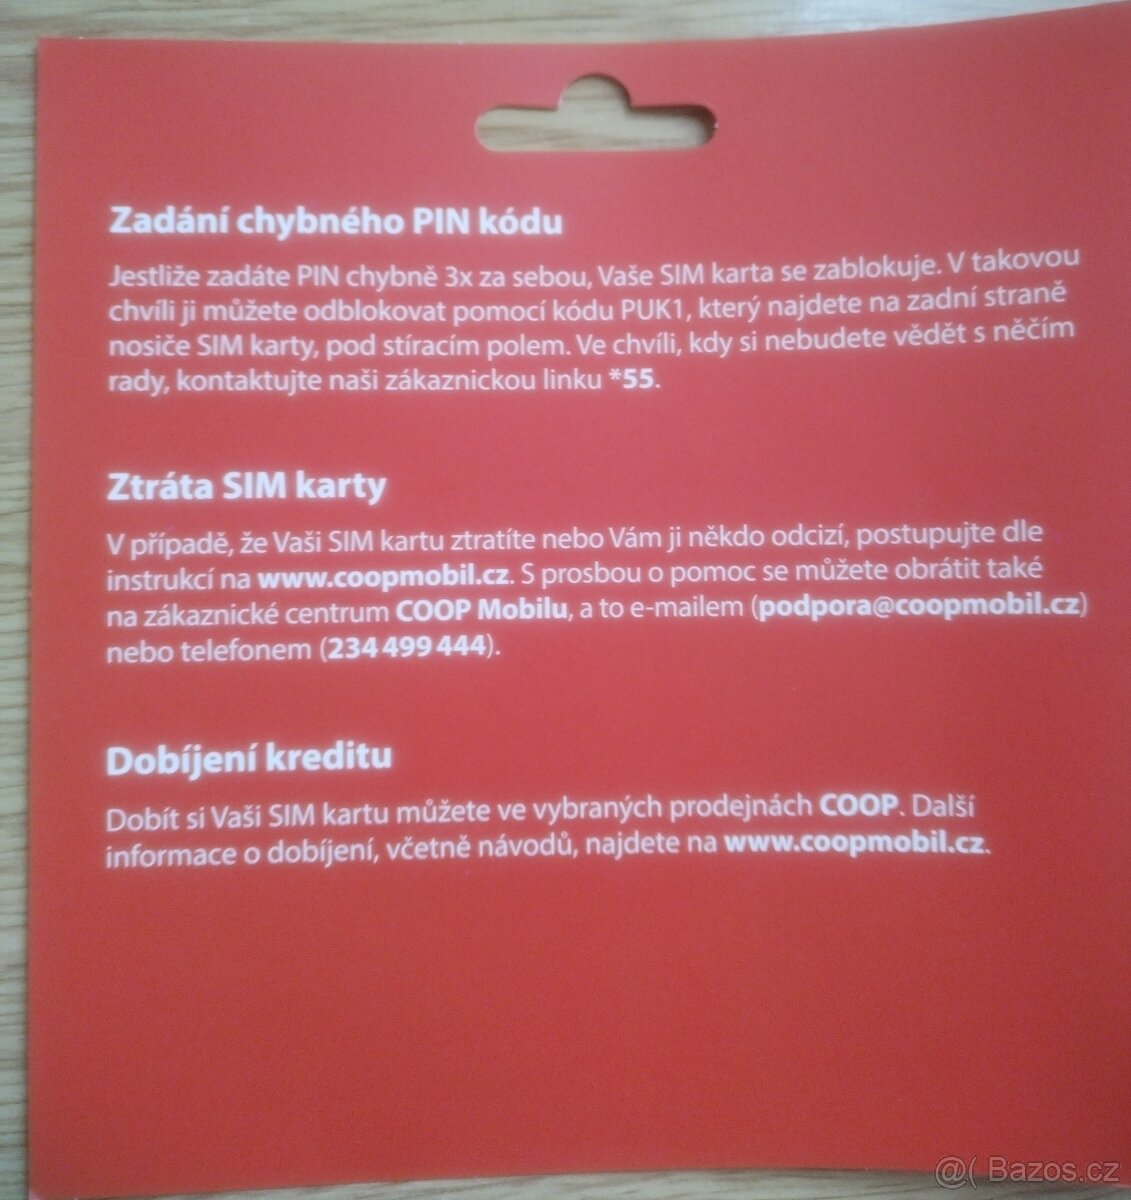 Zadání chybného PIN kódu
Jestliže zadáte PIN chybně 3x za sebou, Vaše SIM karta se zablokuje. V takovou
chvíli ji můžete odblokovat pomocí kódu PUK1, který najdete na zadní straně
nosiče SIM karty, pod stíracím polem. Ve chvíli, kdy si nebudete vědět s něčím
rady, kontaktujte naši zákaznickou linku *55.
Ztráta SIM karty
V případě, že Vaši SIM kartu ztratíte nebo Vám ji někdo odcizí, postupujte dle
instrukcí na www.coopmobil.cz. S prosbou o pomoc se můžete obrátit také
na zákaznické centrum COOP Mobilu, a to e-mailem (podpora@coopmobil.cz)
nebo telefonem (234 499 444).
Dobíjení kreditu
Dobít si Vaši SIM kartu můžete ve vybraných prodejnách COOP. Další
informace o dobíjení, včetně návodů, najdete na www.coopmobil.cz.
@( Bazos.cz